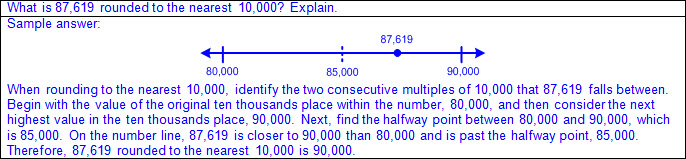 What is 87,619 rounded to the nearest 10,000? Explain.
Sample answer:
87,619
80,000 85,000 90,000
When rounding to the nearest 10,000, identify the two consecutive multiples of 10,000 that 87,619 falls between.
Begin with the value of the original ten thousands place within the number, 80,000, and then consider the next
highest value in the ten thousands place, 90,000. Next, find the halfway point between 80,000 and 90,000, which
is 85,000. On the number line, 87,619 is closer to 90,000 than 80,000 and is past the halfway point, 85,000.
Therefore, 87,619 rounded to the nearest 10,000 is 90,000.